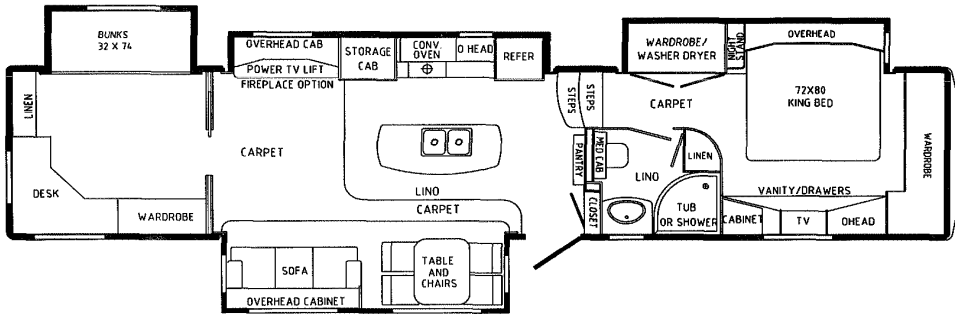 BUNKS
32 X 74
LINEN
DESK
WARDROBE
OVERHEAD CAB
POWER TV LIFT
FIREPLACE OPTION
STORAGE
CAB
CONV.
OVEN
O HEAD
REFER
CARPET
LINO
CARPET
SOFA
OVERHEAD CABINET
TABLE
AND
CHAIRS
STEPS
STEPS
PANTRY
MED CAB
CLOSET
LINO
LINEN
TUB
OR SHOWER
WARDROBE/
WASHER DRYER
NIGHT
STAND
OVERHEAD
CARPET
72X80
KING BED
VANITY/DRAWERS
CABINET
TV
OHEAD
WARDROBE